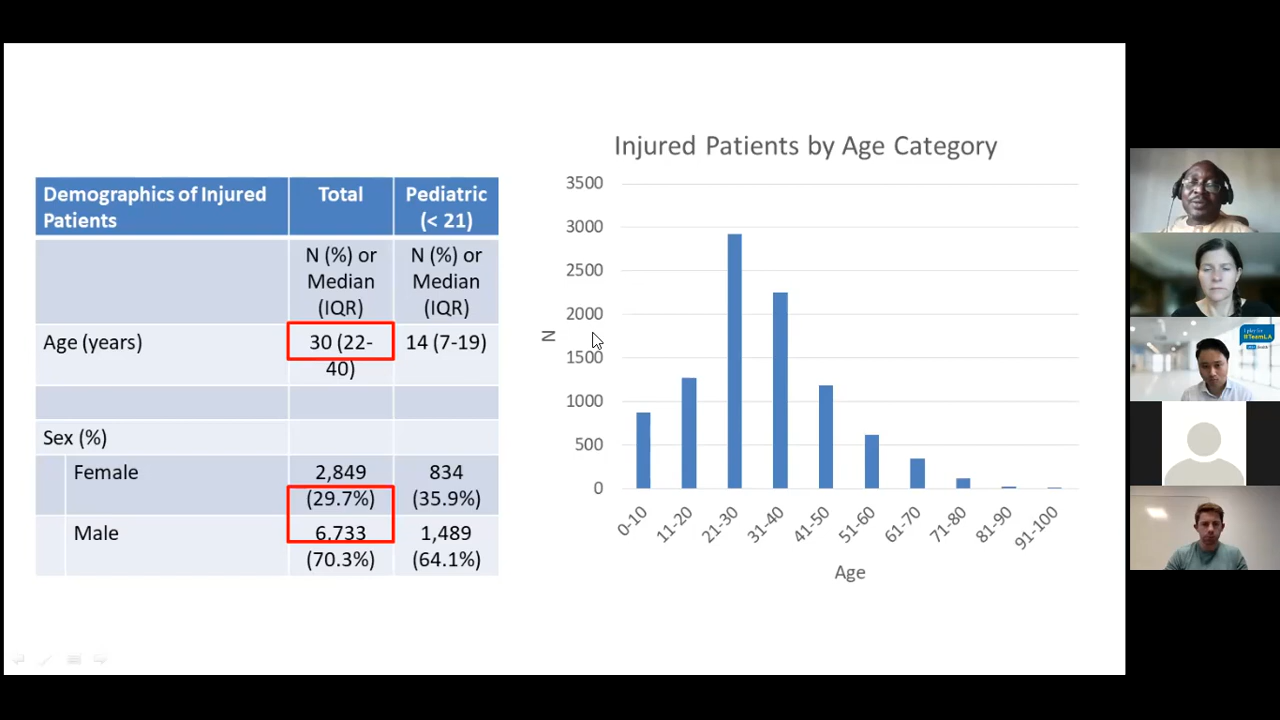 Demographics of Injured
Patients
Total
Pediatric
(< 21)
N (%) or
Median
(IQR)
N (%) or
Median
(IQR)
Age (years)
30 (22-
40)
14 (7-19)
Sex (%)
Female
2,849
(29.7%)
834
(35.9%)
Male
6,733
(70.3%)
1,489
(64.1%)
Injured Patients by Age Category
3500
3000
2500
2000
1500
1000
500
0
N
0-10
11-20
21-30
31-40
41-50
51-60
61-70
71-80
81-90
91-100
Age
#TeamLA